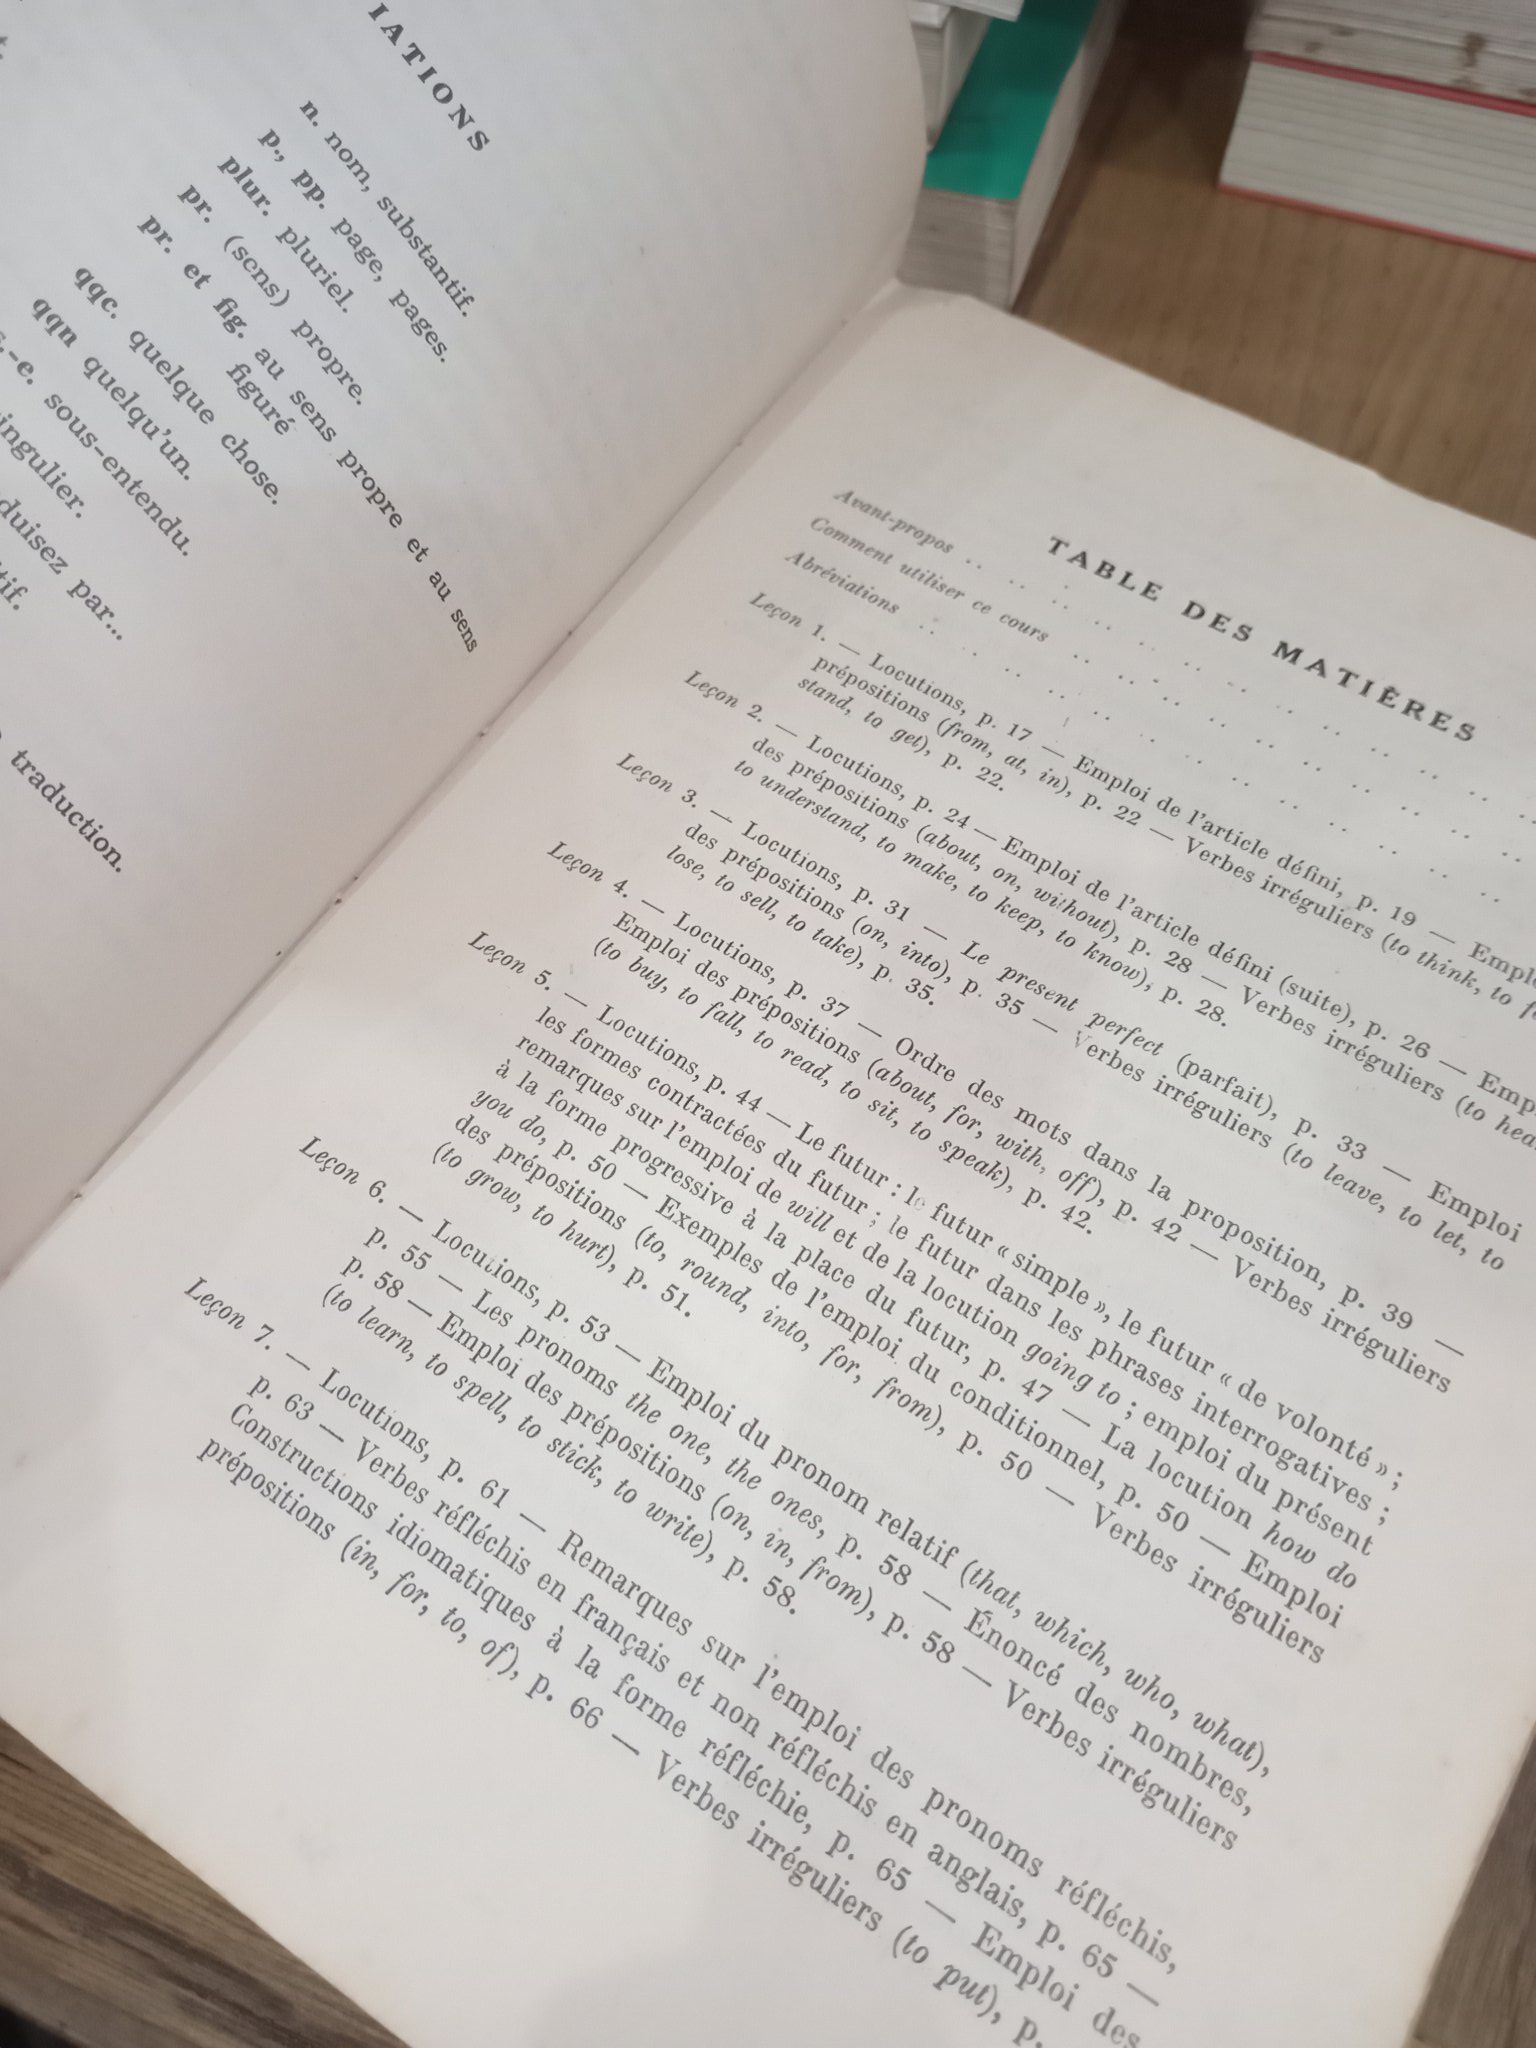 IATIONS
n. nom, substantif.
p., pp. page, pages.
plur. pluriel.
pr. (sens) propre.
pr. et fig. au sens propre et au sens
figuré
qqc. quelque chose.
qqn quelqu'un.
s.-e. sous-entendu.
ingulier.
duisez par...
tif.
traduction.
TABLE DES MATIÈRES
Avant-propos .. .. .. .. .. .. .. ..
Comment utiliser ce cours .. .. .. .. .. ..
Abréviations .. .. .. .. .. .. .. ..
Leçon 1. — Locutions, p. 17 — Emploi de l'article défini, p. 19 — Emplo
prépositions (from, at, in), p. 22 — Verbes irréguliers (to think, to
stand, to get), p. 22.
Leçon 2. — Locutions, p. 24 — Emploi de l'article défini (suite), p. 26 — Emp
des prépositions (about, on, without), p. 28 — Verbes irréguliers (to hea
to understand, to make, to keep, to know), p. 28.
Leçon 3. — Locutions, p. 31 — Le present perfect (parfait), p. 33 — Emploi
des prépositions (on, into), p. 35 — Verbes irréguliers (to leave, to let, to
lose, to sell, to take), p. 35.
Leçon 4. — Locutions, p. 37 — Ordre des mots dans la proposition, p. 39 —
Emploi des prépositions (about, for, with, off), p. 42 — Verbes irréguliers
(to buy, to fall, to read, to sit, to speak), p. 42.
Leçon 5. — Locutions, p. 44 — Le futur : le futur « simple », le futur « de volonté » ;
les formes contractées du futur ; le futur dans les phrases interrogatives ;
remarques sur l'emploi de will et de la locution going to ; emploi du présent
à la forme progressive à la place du futur, p. 47 — La locution how do
you do, p. 50 — Exemples de l'emploi du conditionnel, p. 50 — Emploi
des prépositions (to, round, into, for, from), p. 50 — Verbes irréguliers
(to grow, to hurt), p. 51.
Leçon 6. — Locutions, p. 53 — Emploi du pronom relatif (that, which, who, what),
p. 55 — Les pronoms the one, the ones, p. 58 — Énoncé des nombres,
p. 58 — Emploi des prépositions (on, in, from), p. 58 — Verbes irréguliers
(to learn, to spell, to stick, to write), p. 58.
Leçon 7. — Locutions, p. 61 — Remarques sur l'emploi des pronoms réfléchis,
p. 63 — Verbes réfléchis en français et non réfléchis en anglais, p. 65 —
Constructions idiomatiques à la forme réfléchie, p. 65 — Emploi des
prépositions (in, for, to, of), p. 66 — Verbes irréguliers (to put), p.